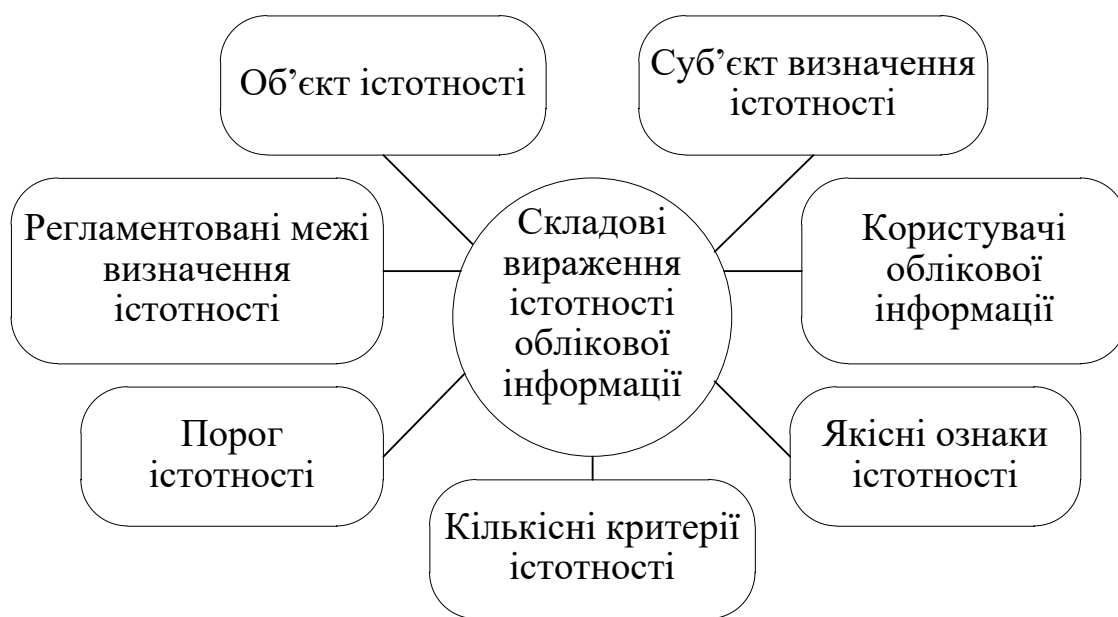 Об’єкт істотності
Суб’єкт визначення
істотності
Регламентовані межі
визначення
істотності
Складові
вираження
істотності
облікової
інформації
Користувачі
облікової
інформації
Порог
істотності
Якісні ознаки
істотності
Кількісні критерії
істотності